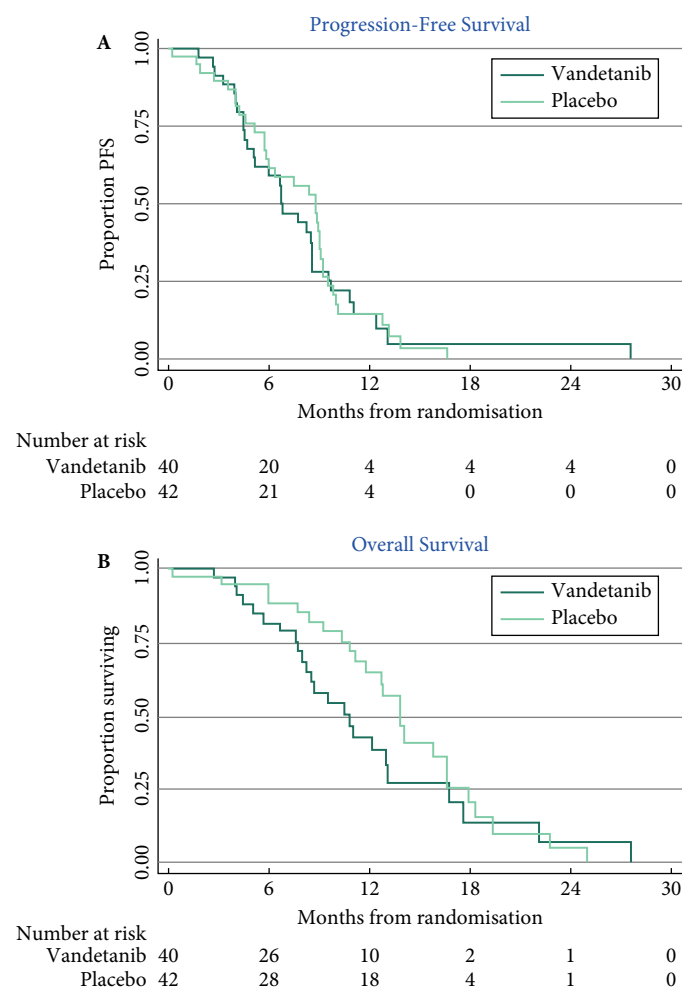 A
Progression-Free Survival
Vandetanib
Placebo
Proportion PFS
1.00
0.75
0.50
0.25
0.00
0 6 12 18 24 30
Months from randomisation
Number at risk
Vandetanib 40 20 4 4 4 0
Placebo 42 21 4 0 0 0
B
Overall Survival
Vandetanib
Placebo
Proportion surviving
1.00
0.75
0.50
0.25
0.00
0 6 12 18 24 30
Months from randomisation
Number at risk
Vandetanib 40 26 10 2 1 0
Placebo 42 28 18 4 1 0